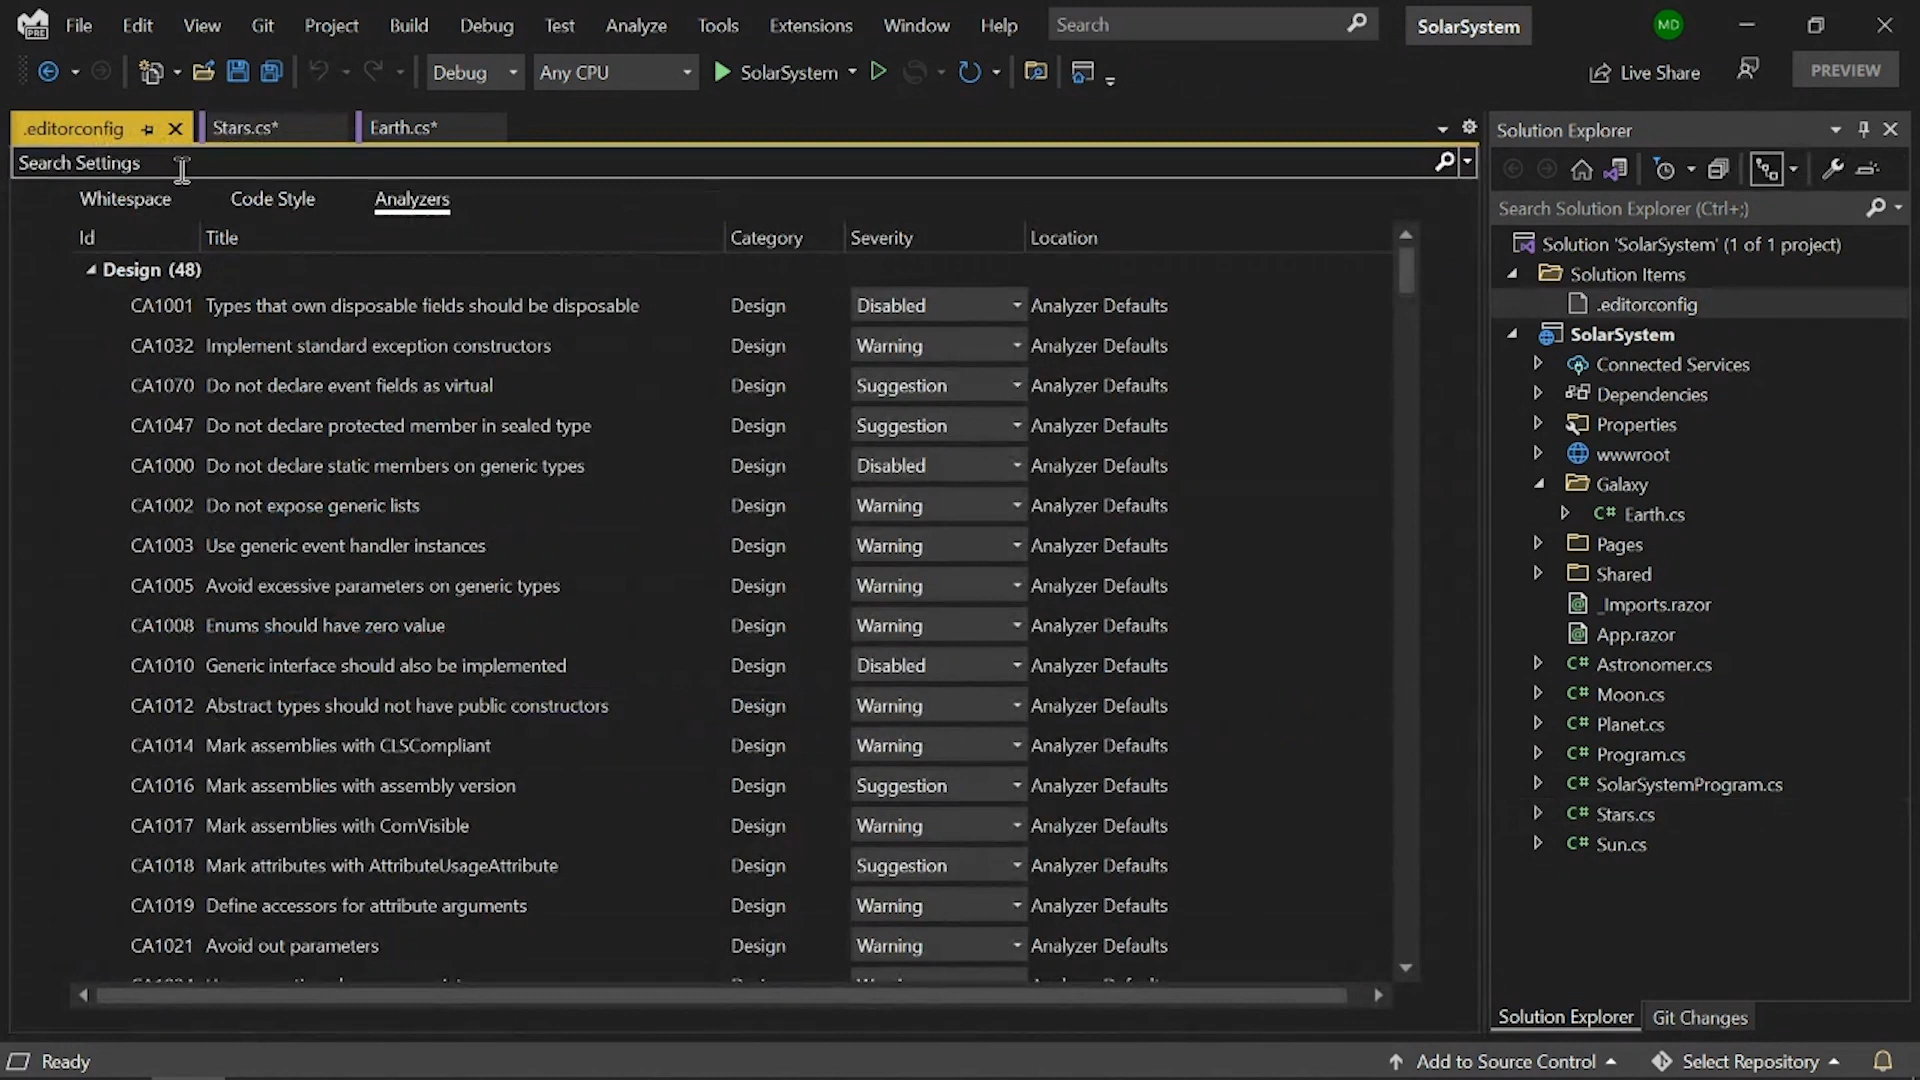 PRE File Edit View Git Project Build Debug Test Analyze Tools Extensions Window Help Search SolarSystem MD
Debug Any CPU SolarSystem Live Share PREVIEW
.editorconfig Stars.cs* Earth.cs*
Search Settings
Whitespace Code Style Analyzers
Id Title Category Severity Location
Design (48)
CA1001 Types that own disposable fields should be disposable Design Disabled Analyzer Defaults
CA1032 Implement standard exception constructors Design Warning Analyzer Defaults
CA1070 Do not declare event fields as virtual Design Suggestion Analyzer Defaults
CA1047 Do not declare protected member in sealed type Design Suggestion Analyzer Defaults
CA1000 Do not declare static members on generic types Design Disabled Analyzer Defaults
CA1002 Do not expose generic lists Design Warning Analyzer Defaults
CA1003 Use generic event handler instances Design Warning Analyzer Defaults
CA1005 Avoid excessive parameters on generic types Design Warning Analyzer Defaults
CA1008 Enums should have zero value Design Warning Analyzer Defaults
CA1010 Generic interface should also be implemented Design Disabled Analyzer Defaults
CA1012 Abstract types should not have public constructors Design Warning Analyzer Defaults
CA1014 Mark assemblies with CLSCompliant Design Warning Analyzer Defaults
CA1016 Mark assemblies with assembly version Design Suggestion Analyzer Defaults
CA1017 Mark assemblies with ComVisible Design Warning Analyzer Defaults
CA1018 Mark attributes with AttributeUsageAttribute Design Suggestion Analyzer Defaults
CA1019 Define accessors for attribute arguments Design Warning Analyzer Defaults
CA1021 Avoid out parameters Design Warning Analyzer Defaults
Solution Explorer
Search Solution Explorer (Ctrl+;)
Solution 'SolarSystem' (1 of 1 project)
Solution Items
.editorconfig
SolarSystem
Connected Services
Dependencies
Properties
wwwroot
Galaxy
C# Earth.cs
Pages
Shared
_Imports.razor
App.razor
C# Astronomer.cs
C# Moon.cs
C# Planet.cs
C# Program.cs
C# SolarSystemProgram.cs
C# Stars.cs
C# Sun.cs
Solution Explorer Git Changes
Ready Add to Source Control Select Repository